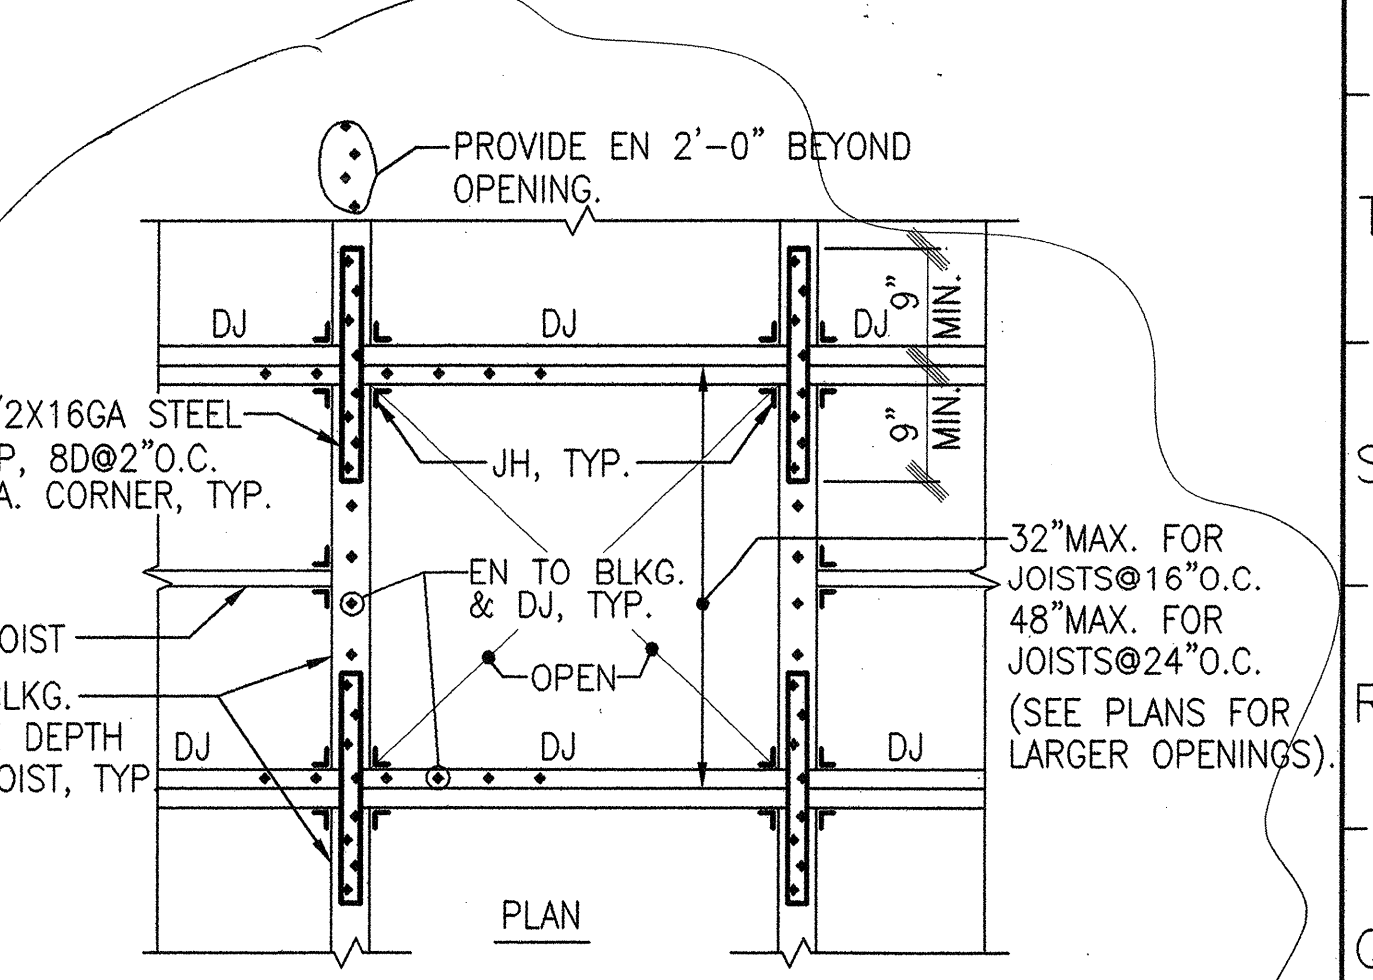 PROVIDE EN 2'-0" BEYOND
OPENING.
DJ
DJ
DJ
9"
MIN.
9"
MIN.
/2X16GA STEEL
P, 8D@2"O.C.
A. CORNER, TYP.
JH, TYP.
EN TO BLKG.
& DJ, TYP.
OPEN
32"MAX. FOR
JOISTS@16"O.C.
48"MAX. FOR
JOISTS@24"O.C.
(SEE PLANS FOR
LARGER OPENINGS).
OIST
LKG.
DEPTH
OIST, TYP
DJ
DJ
DJ
PLAN